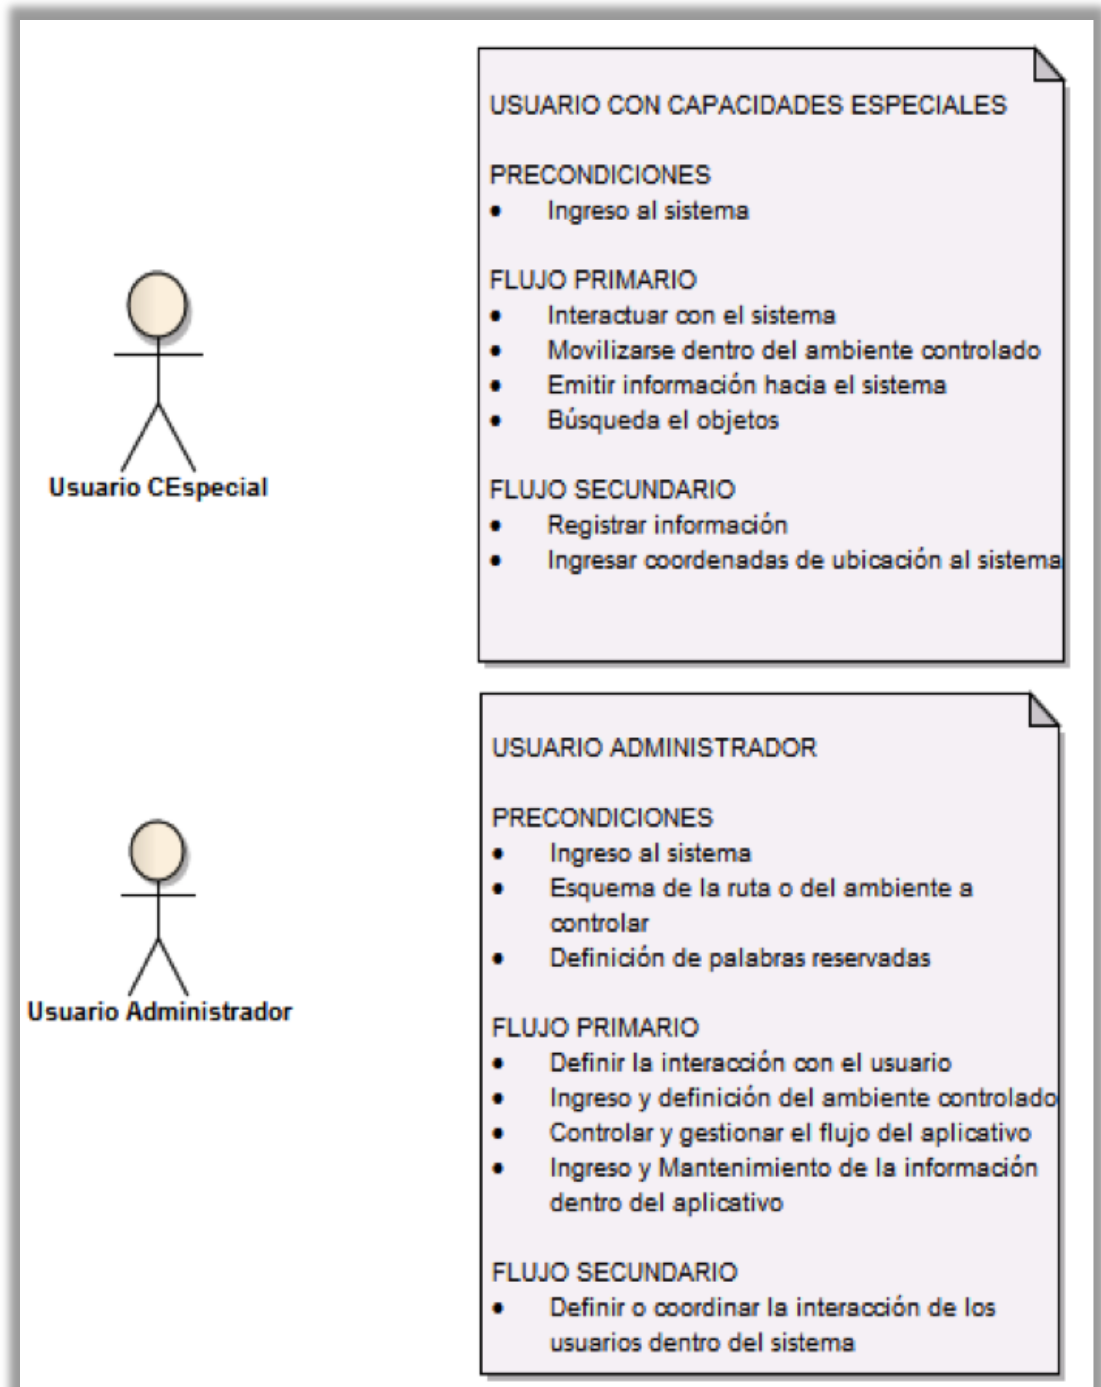 USUARIO CON CAPACIDADES ESPECIALES
PRECONDICIONES
• Ingreso al sistema
FLUJO PRIMARIO
• Interactuar con el sistema
• Movilizarse dentro del ambiente controlado
• Emitir información hacia el sistema
• Búsqueda el objetos
Usuario CEspecial
FLUJO SECUNDARIO
• Registrar información
• Ingresar coordenadas de ubicación al sistema
USUARIO ADMINISTRADOR
PRECONDICIONES
• Ingreso al sistema
• Esquema de la ruta o del ambiente a
controlar
• Definición de palabras reservadas
Usuario Administrador
FLUJO PRIMARIO
• Definir la interacción con el usuario
• Ingreso y definición del ambiente controlado
• Controlar y gestionar el flujo del aplicativo
• Ingreso y Mantenimiento de la información
dentro del aplicativo
FLUJO SECUNDARIO
• Definir o coordinar la interacción de los
usuarios dentro del sistema